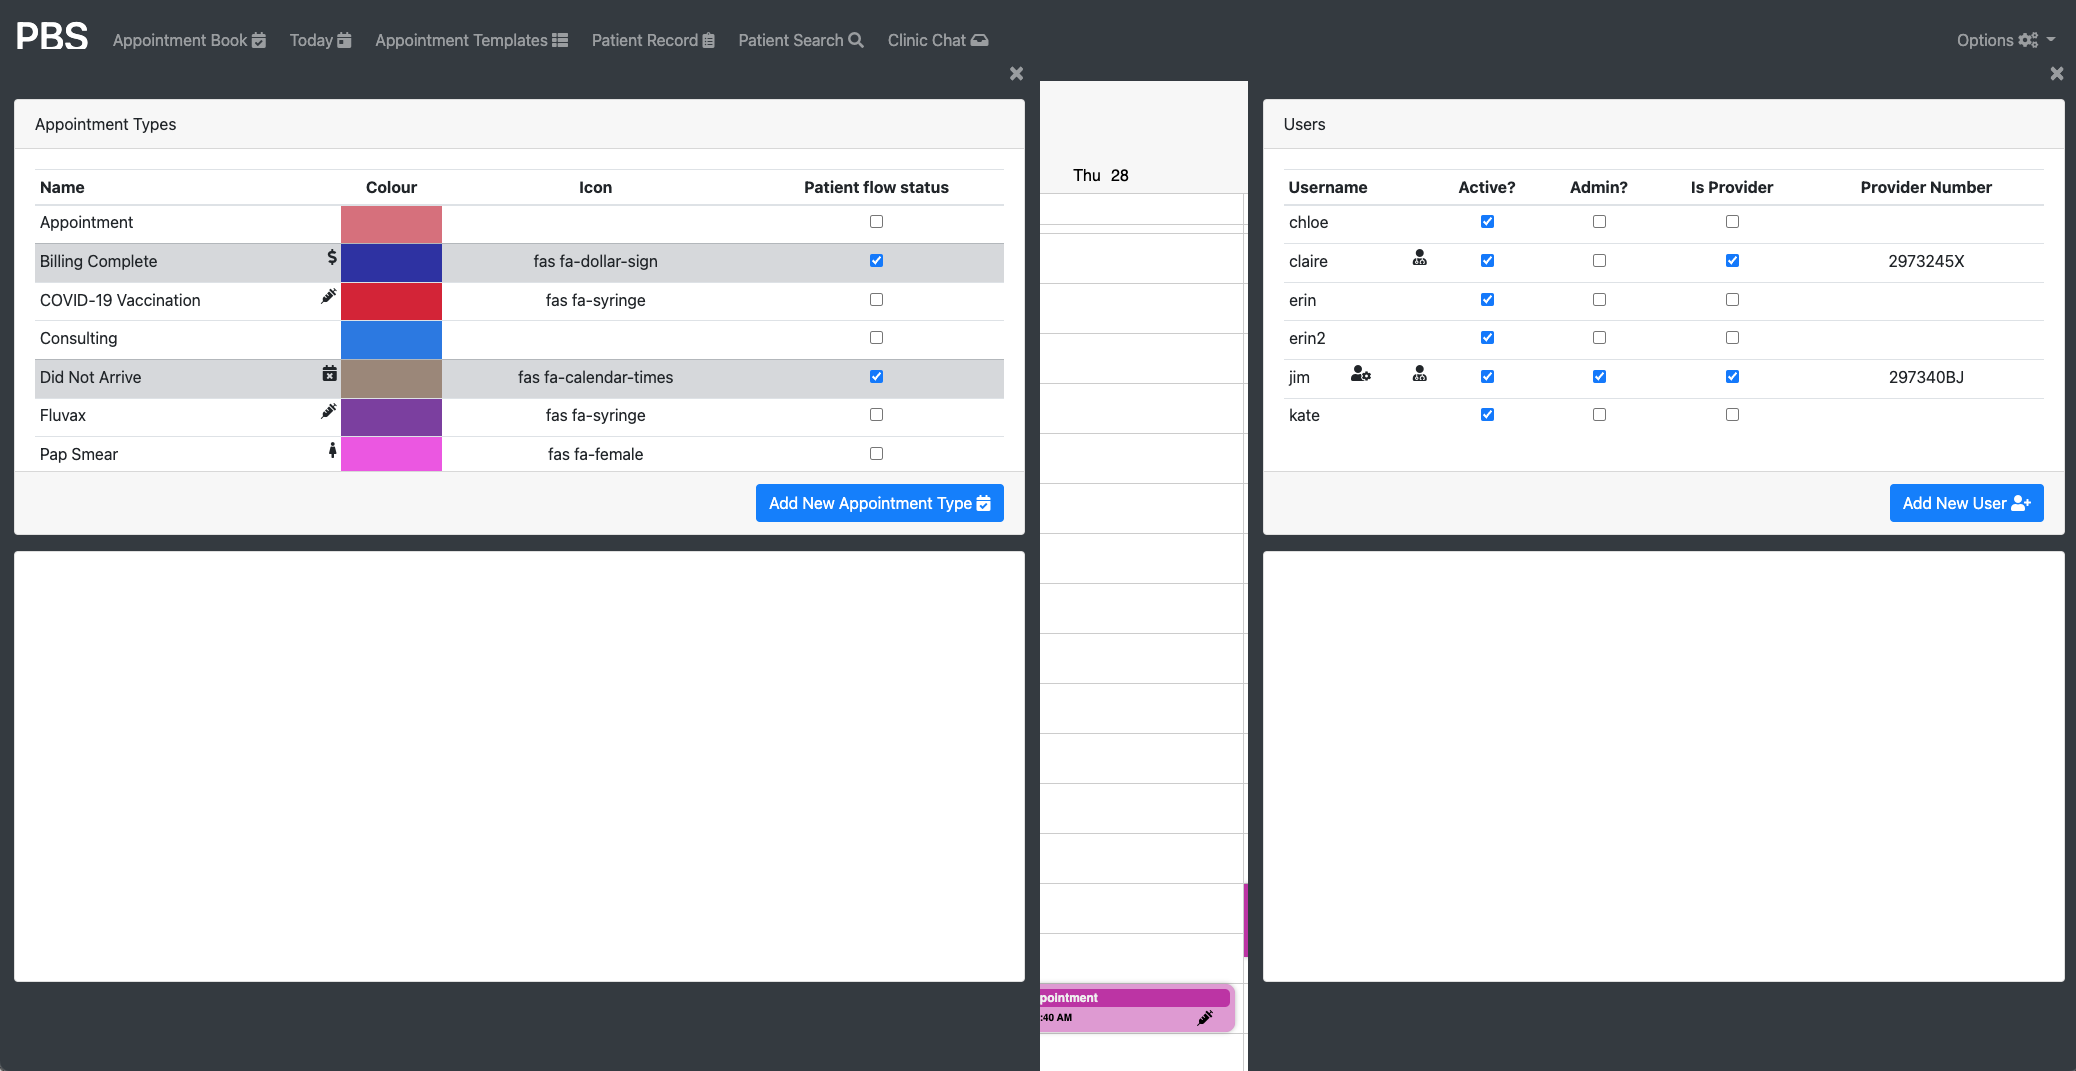 PBS Appointment Book Today Appointment Templates Patient Record Patient Search Clinic Chat Options
Appointment Types
Name Colour Icon Patient flow status
Appointment
Billing Complete fas fa-dollar-sign
COVID-19 Vaccination fas fa-syringe
Consulting
Did Not Arrive fas fa-calendar-times
Fluvax fas fa-syringe
Pap Smear fas fa-female
Add New Appointment Type
Thu 28
pointment
:40 AM
Users
Username Active? Admin? Is Provider Provider Number
chloe
claire 2973245X
erin
erin2
jim 297340BJ
kate
Add New User